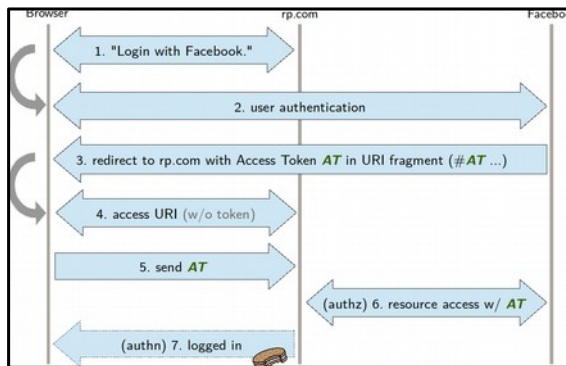 Browser rp.com Faceboo
1. "Login with Facebook."
2. user authentication
3. redirect to rp.com with Access Token AT in URI fragment (#AT ...)
4. access URI (w/o token)
5. send AT
(authz) 6. resource access w/ AT
(authn) 7. logged in